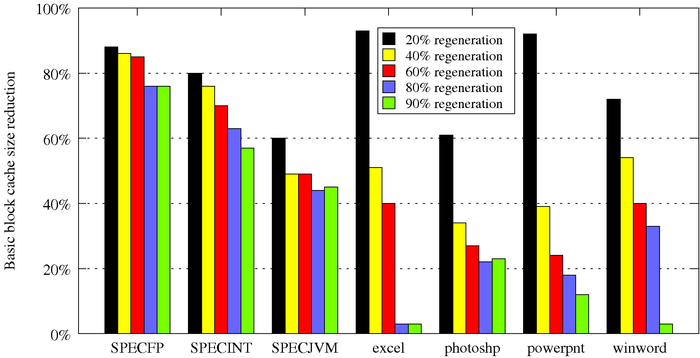 100%
80%
60%
40%
20%
0%
Basic block cache size reduction
20% regeneration
40% regeneration
60% regeneration
80% regeneration
90% regeneration
SPECFP SPECINT SPECJVM excel photoshp powerpnt winword